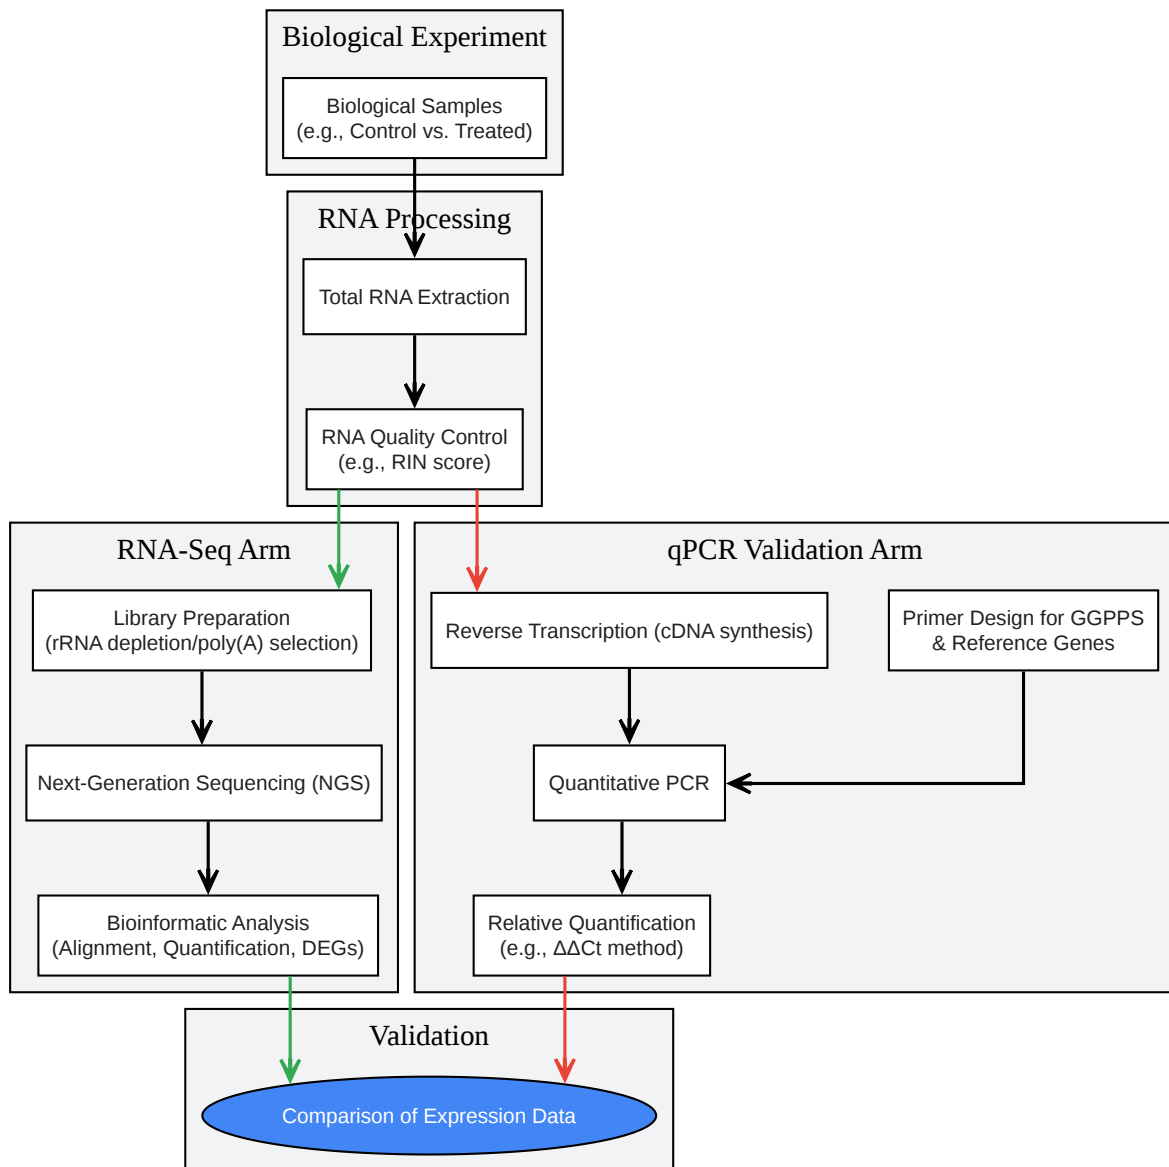 Biological Experiment
Biological Samples
(e.g., Control vs. Treated)
RNA Processing
Total RNA Extraction
RNA Quality Control
(e.g., RIN score)
RNA-Seq Arm
Library Preparation
(rRNA depletion/poly(A) selection)
Next-Generation Sequencing (NGS)
Bioinformatic Analysis
(Alignment, Quantification, DEGs)
qPCR Validation Arm
Reverse Transcription (cDNA synthesis)
Primer Design for GGPPS
& Reference Genes
Quantitative PCR
Relative Quantification
(e.g., ΔΔCt method)
Validation
Comparison of Expression Data